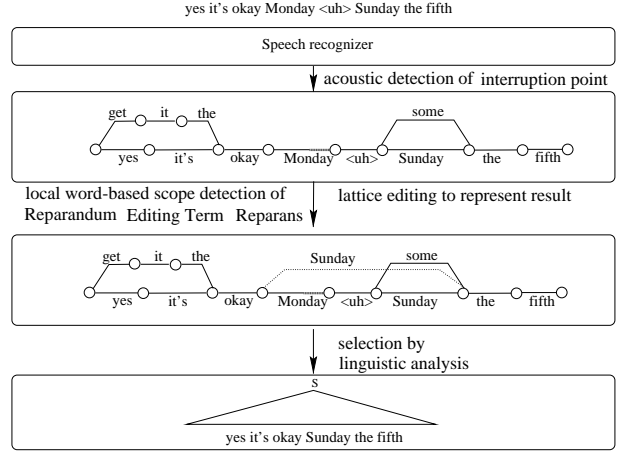 yes it's okay Monday <uh> Sunday the fifth
Speech recognizer
acoustic detection of interruption point
get it the some
yes it's okay Monday <uh> Sunday the fifth
local word-based scope detection of
Reparandum Editing Term Reparans
lattice editing to represent result
get it the Sunday some
yes it's okay Monday <uh> Sunday the fifth
selection by
linguistic analysis
S
yes it's okay Sunday the fifth